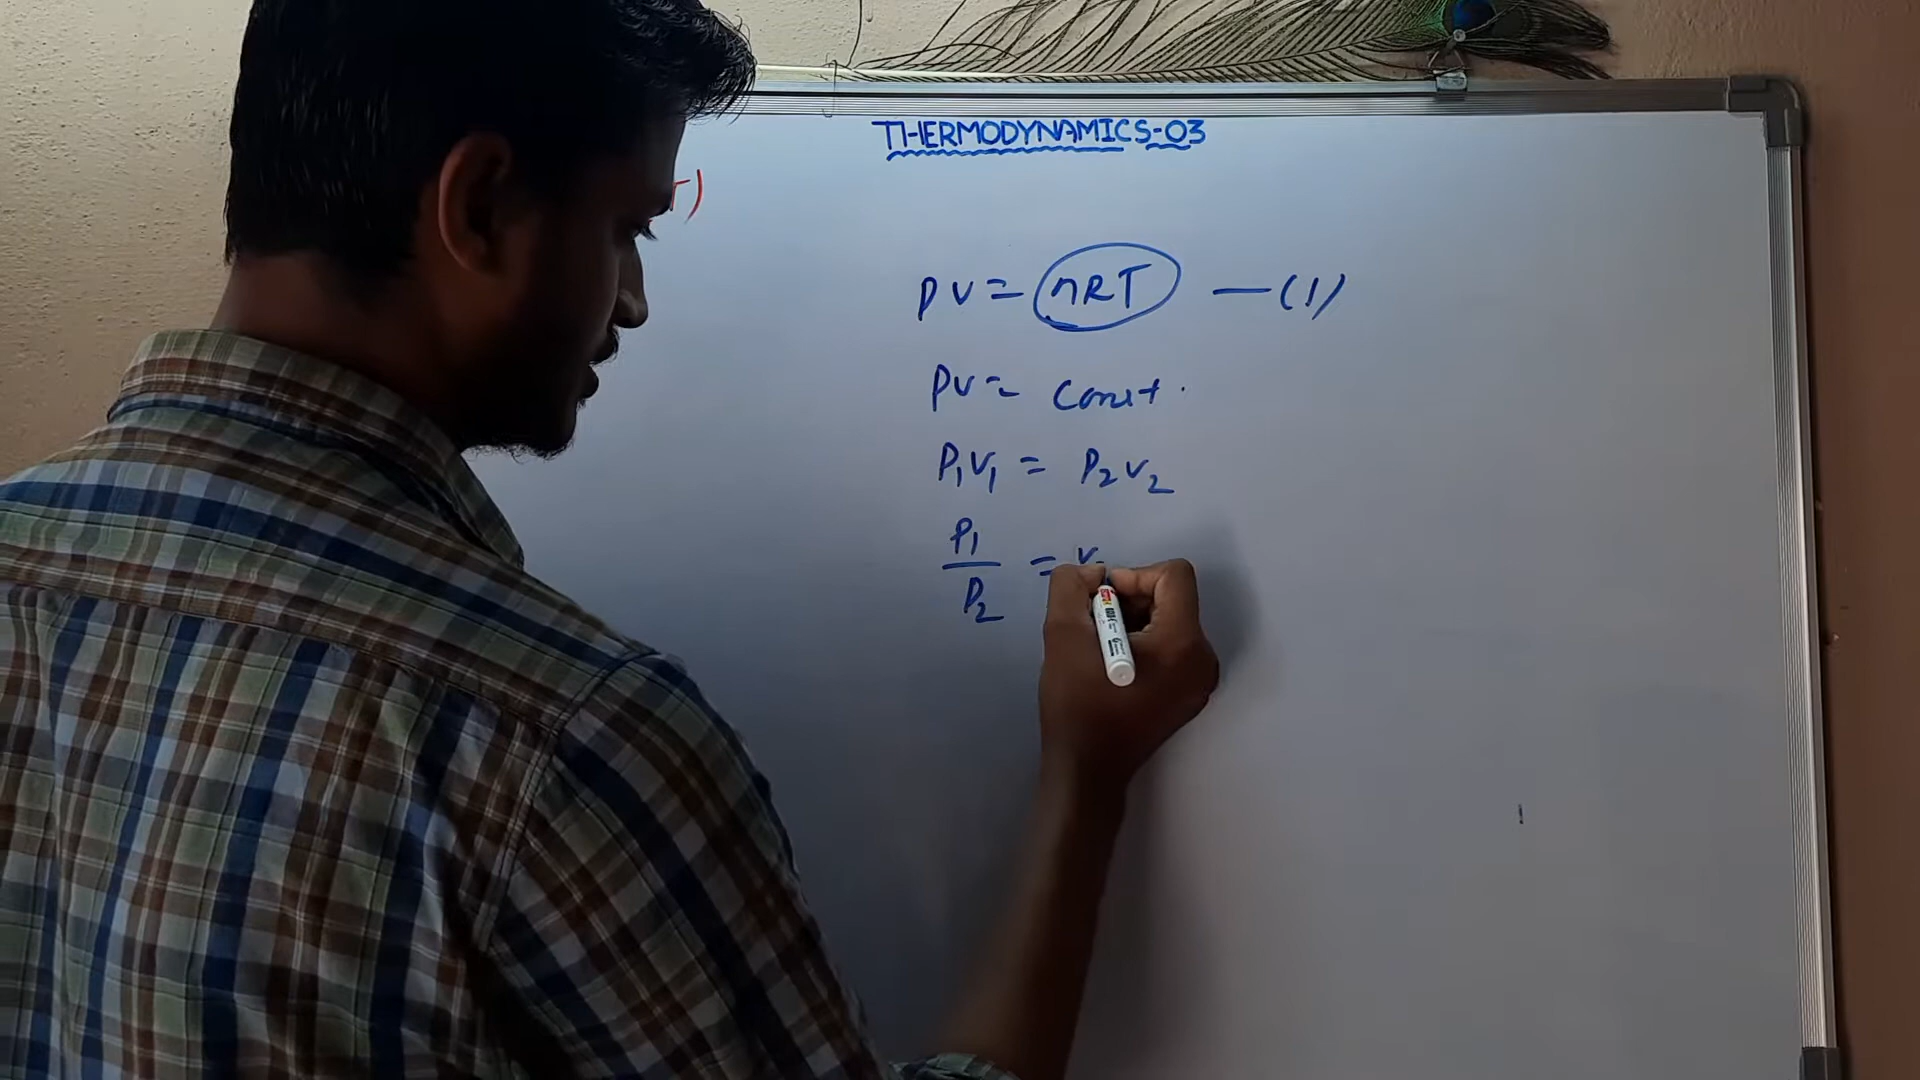 THERMODYNAMICS-03
T)
PV = nRT — (1)
PV = const.
P₁V₁ = P₂V₂
P₁/P₂ = V